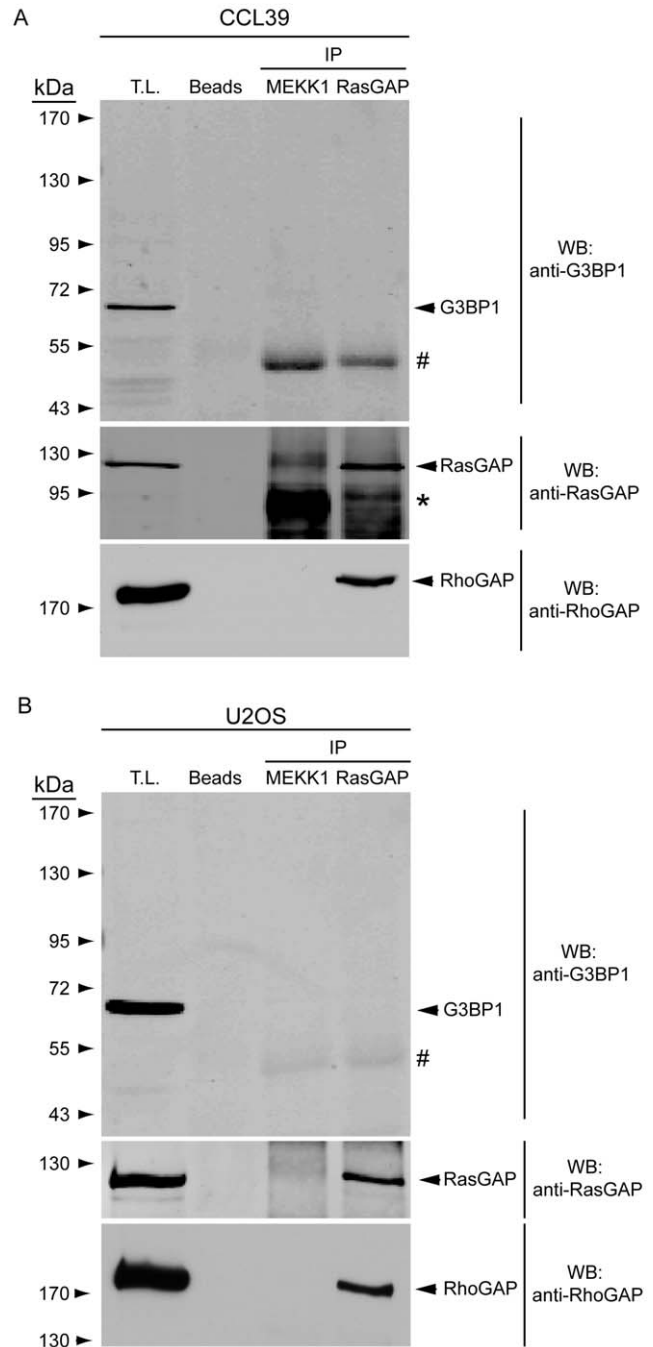 A
CCL39
IP
kDa T.L. Beads MEKK1 RasGAP
170
130
95
72
G3BP1
WB:
anti-G3BP1
55
#
43
130
RasGAP
WB:
anti-RasGAP
95
*
RhoGAP
WB:
anti-RhoGAP
170
B
U2OS
IP
kDa T.L. Beads MEKK1 RasGAP
170
130
95
WB:
anti-G3BP1
72
G3BP1
55
#
43
130
RasGAP
WB:
anti-RasGAP
170
RhoGAP
WB:
anti-RhoGAP
130